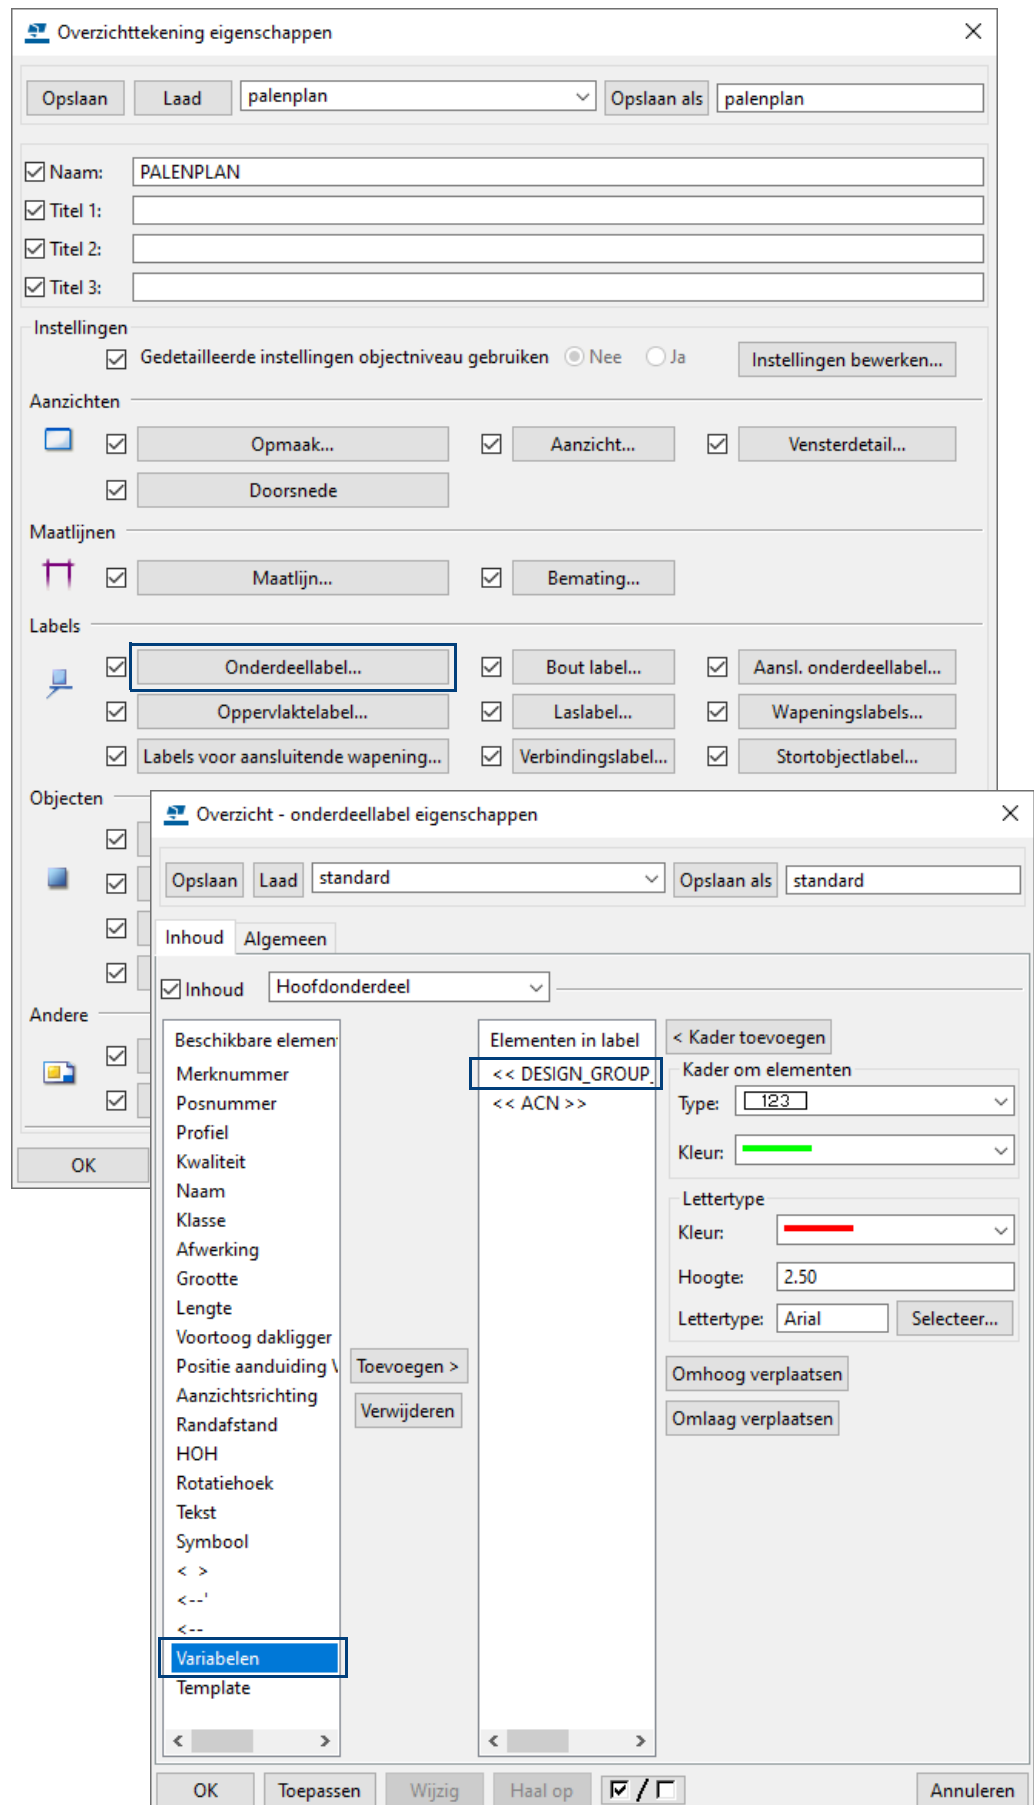 Overzichttekening eigenschappen
Opslaan Laad palenplan Opslaan als palenplan
Naam: PALENPLAN
Titel 1:
Titel 2:
Titel 3:
Instellingen
Gedetailleerde instellingen objectniveau gebruiken Nee Ja Instellingen bewerken...
Aanzichten
Opmaak... Aanzicht... Vensterdetail...
Doorsnede
Maatlijnen
Maatlijn... Bemating...
Labels
Onderdeellabel... Bout label... Aansl. onderdeellabel...
Oppervlaktelabel... Laslabel... Wapeningslabels...
Labels voor aansluitende wapening... Verbindingslabel... Stortobjectlabel...
Objecten
Andere
OK
Overzicht - onderdeellabel eigenschappen
Opslaan Laad standard Opslaan als standard
Inhoud Algemeen
Inhoud Hoofdonderdeel
Beschikbare elemen
Merknummer
Posnummer
Profiel
Kwaliteit
Naam
Klasse
Afwerking
Grootte
Lengte
Voortoog dakligger
Positie aanduiding \
Aanzichtsrichting
Randafstand
HOH
Rotatiehoek
Tekst
Symbool
< >
<--'
<--
Variabelen
Template
Toevoegen >
Verwijderen
Elementen in label
<< DESIGN_GROUP_
<< ACN >>
< Kader toevoegen
Kader om elementen
Type: 123
Kleur:
Lettertype
Kleur:
Hoogte: 2.50
Lettertype: Arial Selecteer...
Omhoog verplaatsen
Omlaag verplaatsen
OK Toepassen Wijzig Haal op / Annuleren